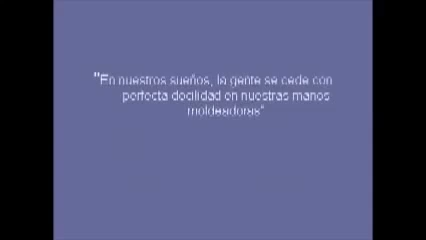 "En nuestros sueños, la gente se cede con
perfecta docilidad en nuestras manos
moldeadoras"